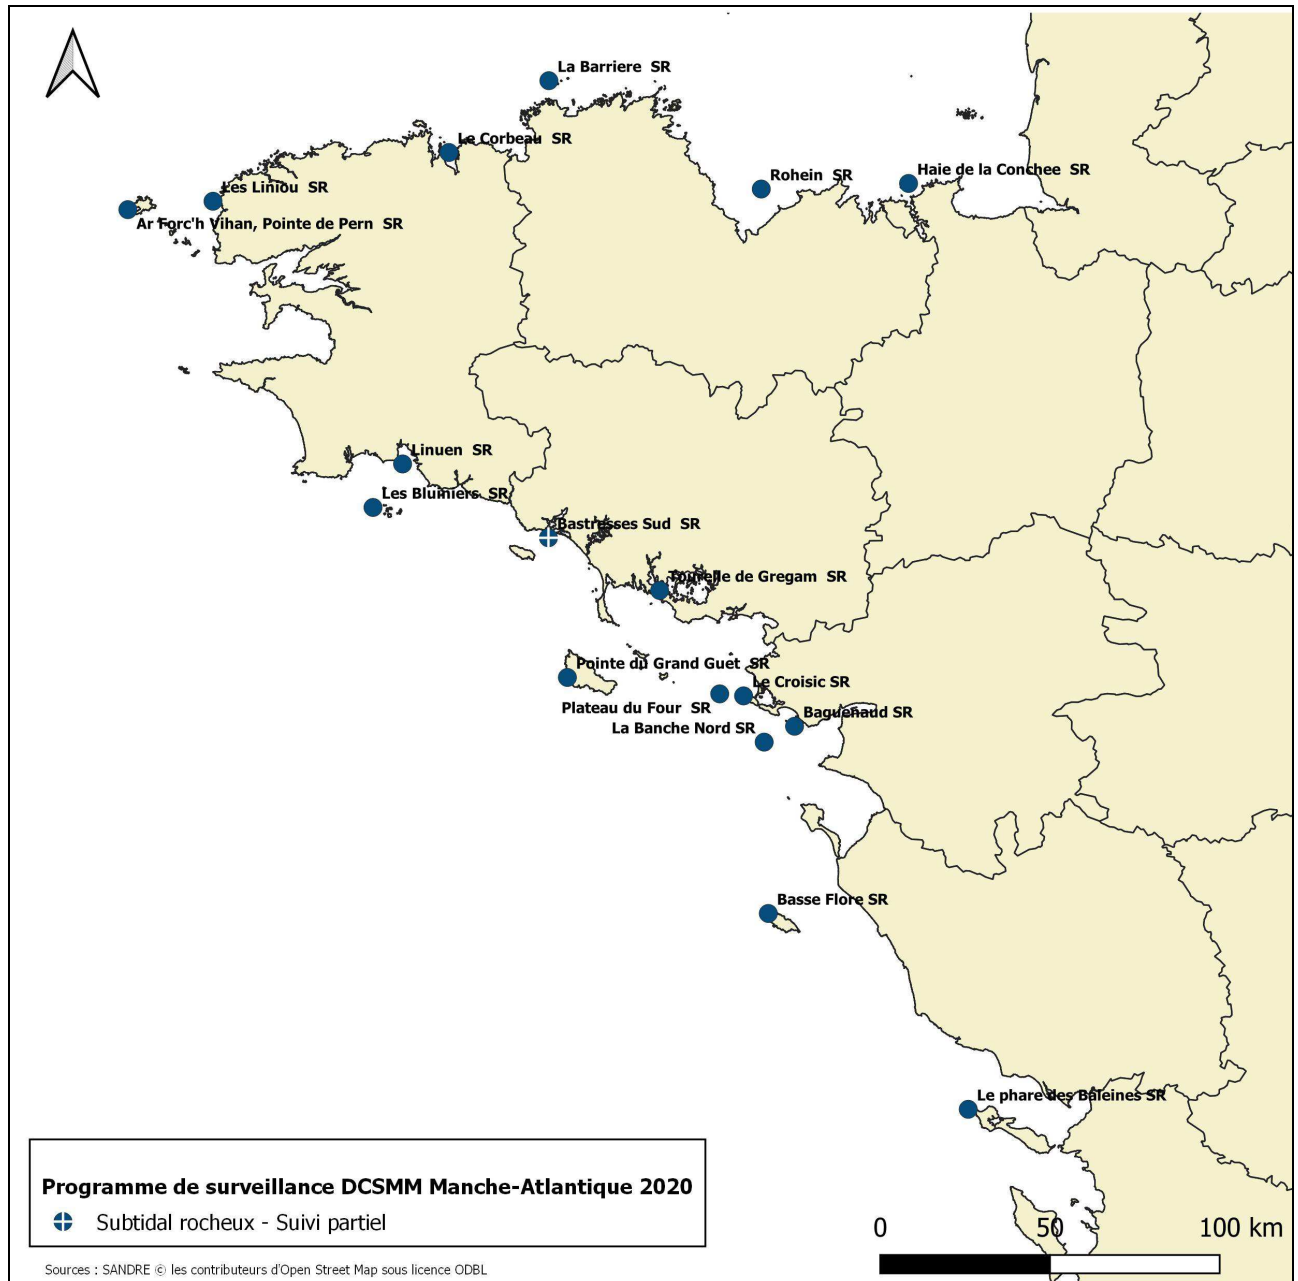 La Barriere SR
Le Corbeau SR
Rohein SR
Haie de la Conchee SR
Les Liniou SR
Ar Forc'h Vihan, Pointe de Pern SR
Linuen SR
Les Blumiers SR
Bastresses Sud SR
Tourelle de Gregam SR
Pointe du Grand Guet SR
Le Croisic SR
Plateau du Four SR
Baguenaud SR
La Banche Nord SR
Basse Flore SR
Le phare des Baleines SR
Programme de surveillance DCSMM Manche-Atlantique 2020
Subtidal rocheux - Suivi partiel
0 50 100 km
Sources : SANDRE © les contributeurs d'Open Street Map sous licence ODBL